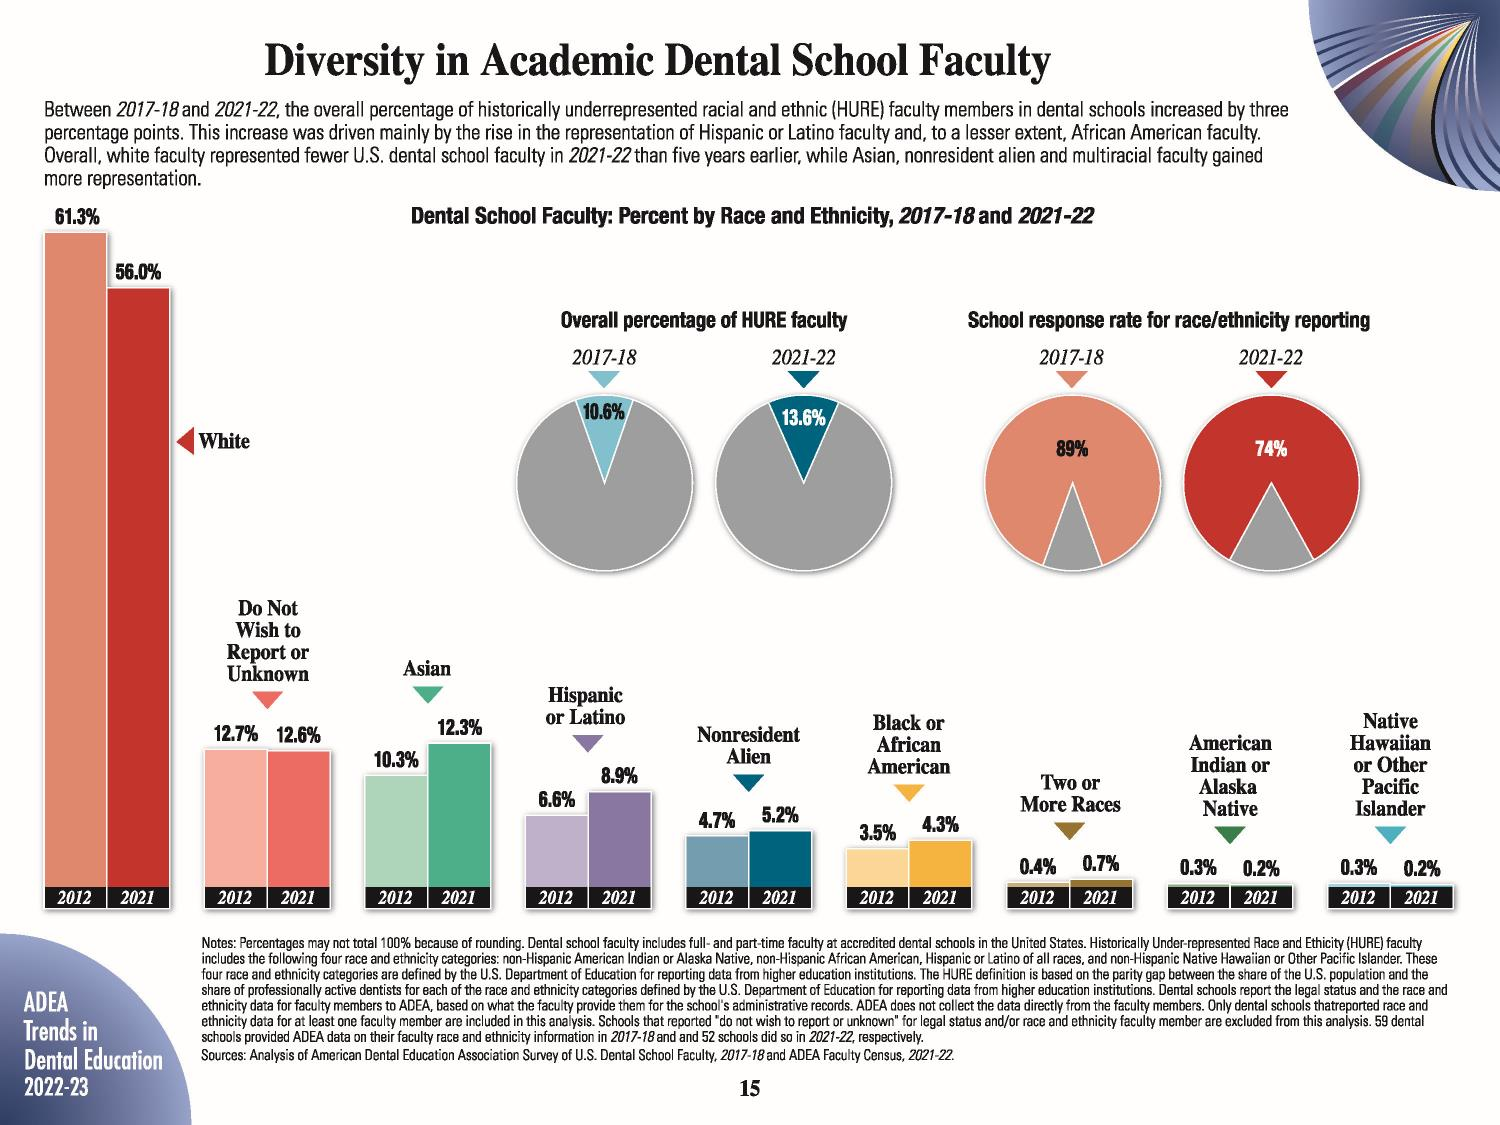 Diversity in Academic Dental School Faculty
Between 2017-18 and 2021-22, the overall percentage of historically underrepresented racial and ethnic (HURE) faculty members in dental schools increased by three
percentage points. This increase was driven mainly by the rise in the representation of Hispanic or Latino faculty and, to a lesser extent, African American faculty.
Overall, white faculty represented fewer U.S. dental school faculty in 2021-22 than five years earlier, while Asian, nonresident alien and multiracial faculty gained
more representation.
Dental School Faculty: Percent by Race and Ethnicity, 2017-18 and 2021-22
61.3%
56.0%
White
2012 2021
Overall percentage of HURE faculty
2017-18 2021-22
10.6% 13.6%
School response rate for race/ethnicity reporting
2017-18 2021-22
89% 74%
Do Not
Wish to
Report or
Unknown
12.7% 12.6%
2012 2021
Asian
10.3% 12.3%
2012 2021
Hispanic
or Latino
6.6% 8.9%
2012 2021
Nonresident
Alien
4.7% 5.2%
2012 2021
Black or
African
American
3.5% 4.3%
2012 2021
Two or
More Races
0.4% 0.7%
2012 2021
American
Indian or
Alaska
Native
0.3% 0.2%
2012 2021
Native
Hawaiian
or Other
Pacific
Islander
0.3% 0.2%
2012 2021
Notes: Percentages may not total 100% because of rounding. Dental school faculty includes full- and part-time faculty at accredited dental schools in the United States. Historically Under-represented Race and Ethicity (HURE) faculty
includes the following four race and ethnicity categories: non-Hispanic American Indian or Alaska Native, non-Hispanic African American, Hispanic or Latino of all races, and non-Hispanic Native Hawaiian or Other Pacific Islander. These
four race and ethnicity categories are defined by the U.S. Department of Education for reporting data from higher education institutions. The HURE definition is based on the parity gap between the share of the U.S. population and the
share of professionally active dentists for each of the race and ethnicity categories defined by the U.S. Department of Education for reporting data from higher education institutions. Dental schools report the legal status and the race and
ethnicity data for faculty members to ADEA, based on what the faculty provide them for the school's administrative records. ADEA does not collect the data directly from the faculty members. Only dental schools thatreported race and
ethnicity data for at least one faculty member are included in this analysis. Schools that reported "do not wish to report or unknown" for legal status and/or race and ethnicity faculty member are excluded from this analysis. 59 dental
schools provided ADEA data on their faculty race and ethnicity information in 2017-18 and and 52 schools did so in 2021-22, respectively.
Sources: Analysis of American Dental Education Association Survey of U.S. Dental School Faculty, 2017-18 and ADEA Faculty Census, 2021-22.
ADEA
Trends in
Dental Education
2022-23
15